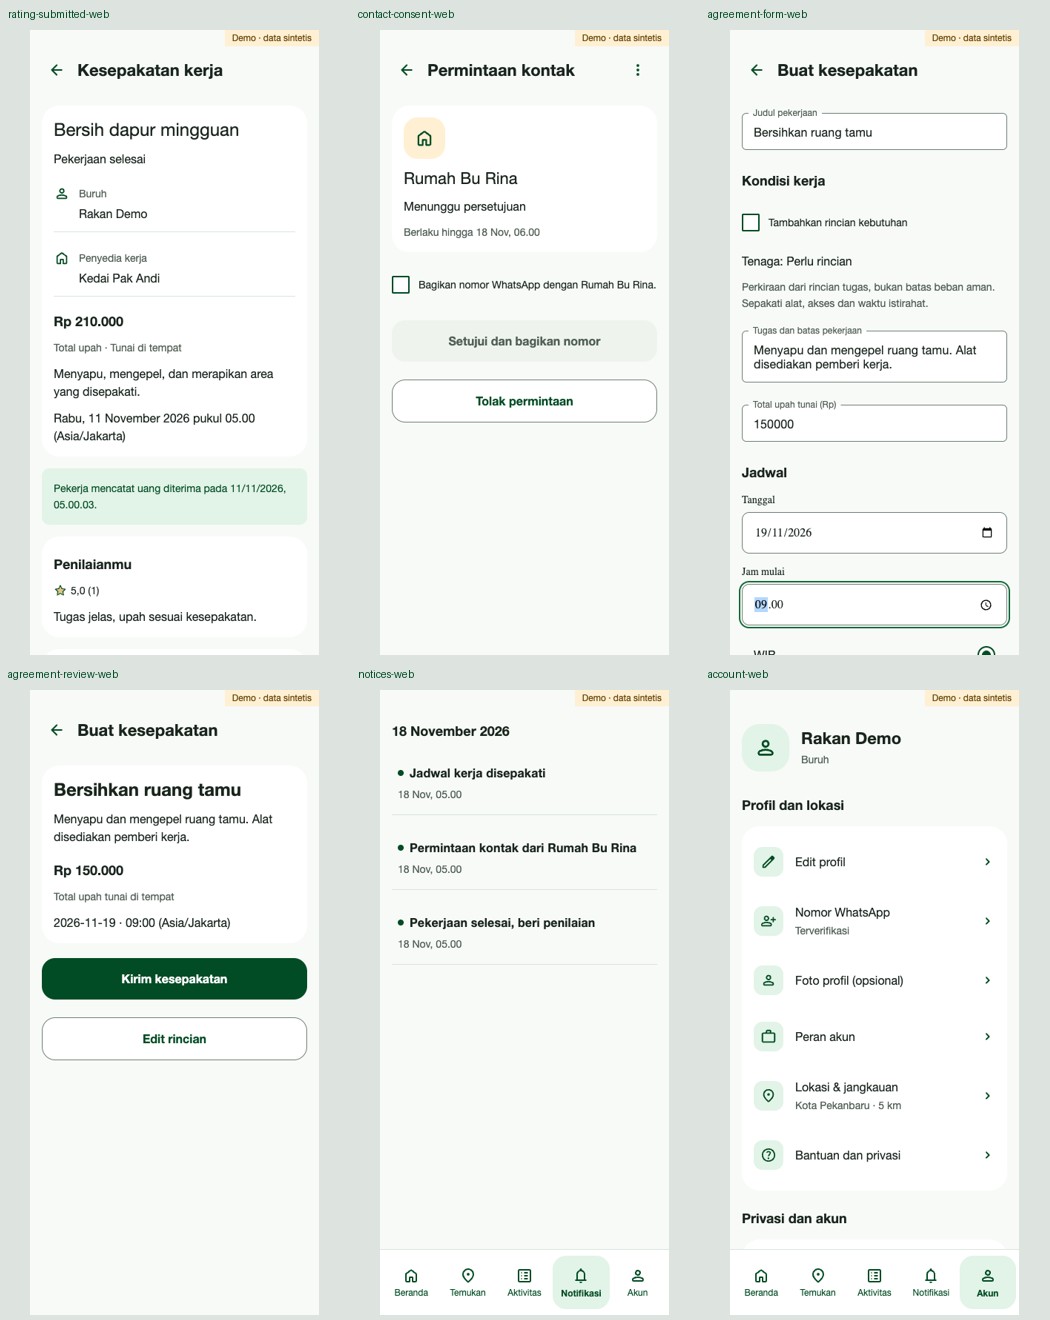 rating-submitted-web
Demo · data sintetis
Kesepakatan kerja
Bersih dapur mingguan
Pekerjaan selesai
Buruh
Rakan Demo
Penyedia kerja
Kedai Pak Andi
Rp 210.000
Total upah · Tunai di tempat
Menyapu, mengepel, dan merapikan area
yang disepakati.
Rabu, 11 November 2026 pukul 05.00
(Asia/Jakarta)
Pekerja mencatat uang diterima pada 11/11/2026,
05.00.03.
Penilaianmu
5,0 (1)
Tugas jelas, upah sesuai kesepakatan.
contact-consent-web
Demo · data sintetis
Permintaan kontak
Rumah Bu Rina
Menunggu persetujuan
Berlaku hingga 18 Nov, 06.00
Bagikan nomor WhatsApp dengan Rumah Bu Rina.
Setujui dan bagikan nomor
Tolak permintaan
agreement-form-web
Demo · data sintetis
Buat kesepakatan
Judul pekerjaan
Bersihkan ruang tamu
Kondisi kerja
Tambahkan rincian kebutuhan
Tenaga: Perlu rincian
Perkiraan dari rincian tugas, bukan batas beban aman.
Sepakati alat, akses dan waktu istirahat.
Tugas dan batas pekerjaan
Menyapu dan mengepel ruang tamu. Alat
disediakan pemberi kerja.
Total upah tunai (Rp)
150000
Jadwal
Tanggal
19/11/2026
Jam mulai
09.00
WIB
agreement-review-web
Demo · data sintetis
Buat kesepakatan
Bersihkan ruang tamu
Menyapu dan mengepel ruang tamu. Alat
disediakan pemberi kerja.
Rp 150.000
Total upah tunai di tempat
2026-11-19 · 09:00 (Asia/Jakarta)
Kirim kesepakatan
Edit rincian
notices-web
Demo · data sintetis
18 November 2026
Jadwal kerja disepakati
18 Nov, 05.00
Permintaan kontak dari Rumah Bu Rina
18 Nov, 05.00
Pekerjaan selesai, beri penilaian
18 Nov, 05.00
Beranda
Temukan
Aktivitas
Notifikasi
Akun
account-web
Demo · data sintetis
Rakan Demo
Buruh
Profil dan lokasi
Edit profil
Nomor WhatsApp
Terverifikasi
Foto profil (opsional)
Peran akun
Lokasi & jangkauan
Kota Pekanbaru · 5 km
Bantuan dan privasi
Privasi dan akun
Beranda
Temukan
Aktivitas
Notifikasi
Akun